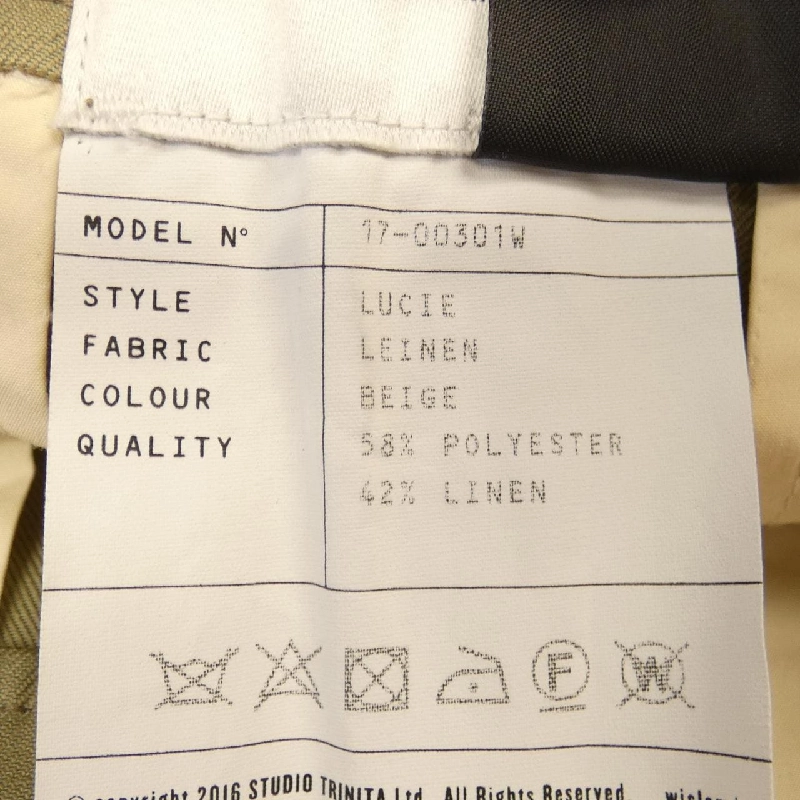 MODEL N° 17-00301W
STYLE LUCIE
FABRIC LEINEN
COLOUR BEIGE
QUALITY 58% POLYESTER
42% LINEN
F W
© copyright 2016 STUDIO TRINITA Ltd. All Rights Reserved.